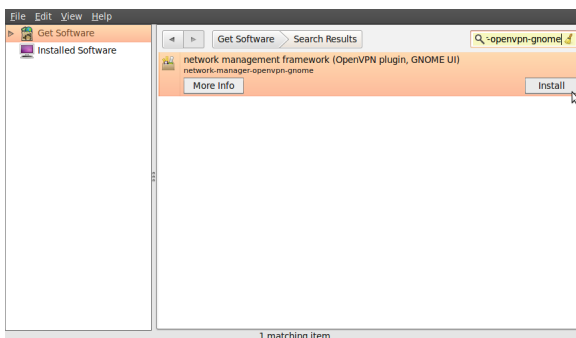 File Edit View Help
Get Software
Installed Software
Get Software Search Results
-openvpn-gnome
network management framework (OpenVPN plugin, GNOME UI)
network-manager-openvpn-gnome
More Info
Install
1 matching item